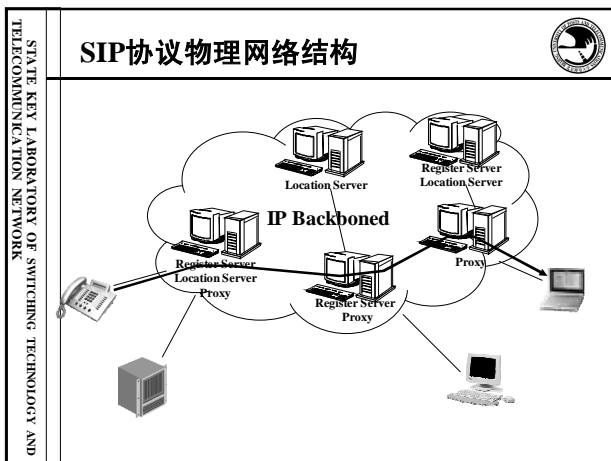 SIP协议物理网络结构
STATE KEY LABORATORY OF SWITCHING TECHNOLOGY AND
TELECOMMUNICATION NETWORK
Location Server
Register Server
Location Server
IP Backboned
Register Server
Location Server
Proxy
Register Server
Proxy
Proxy